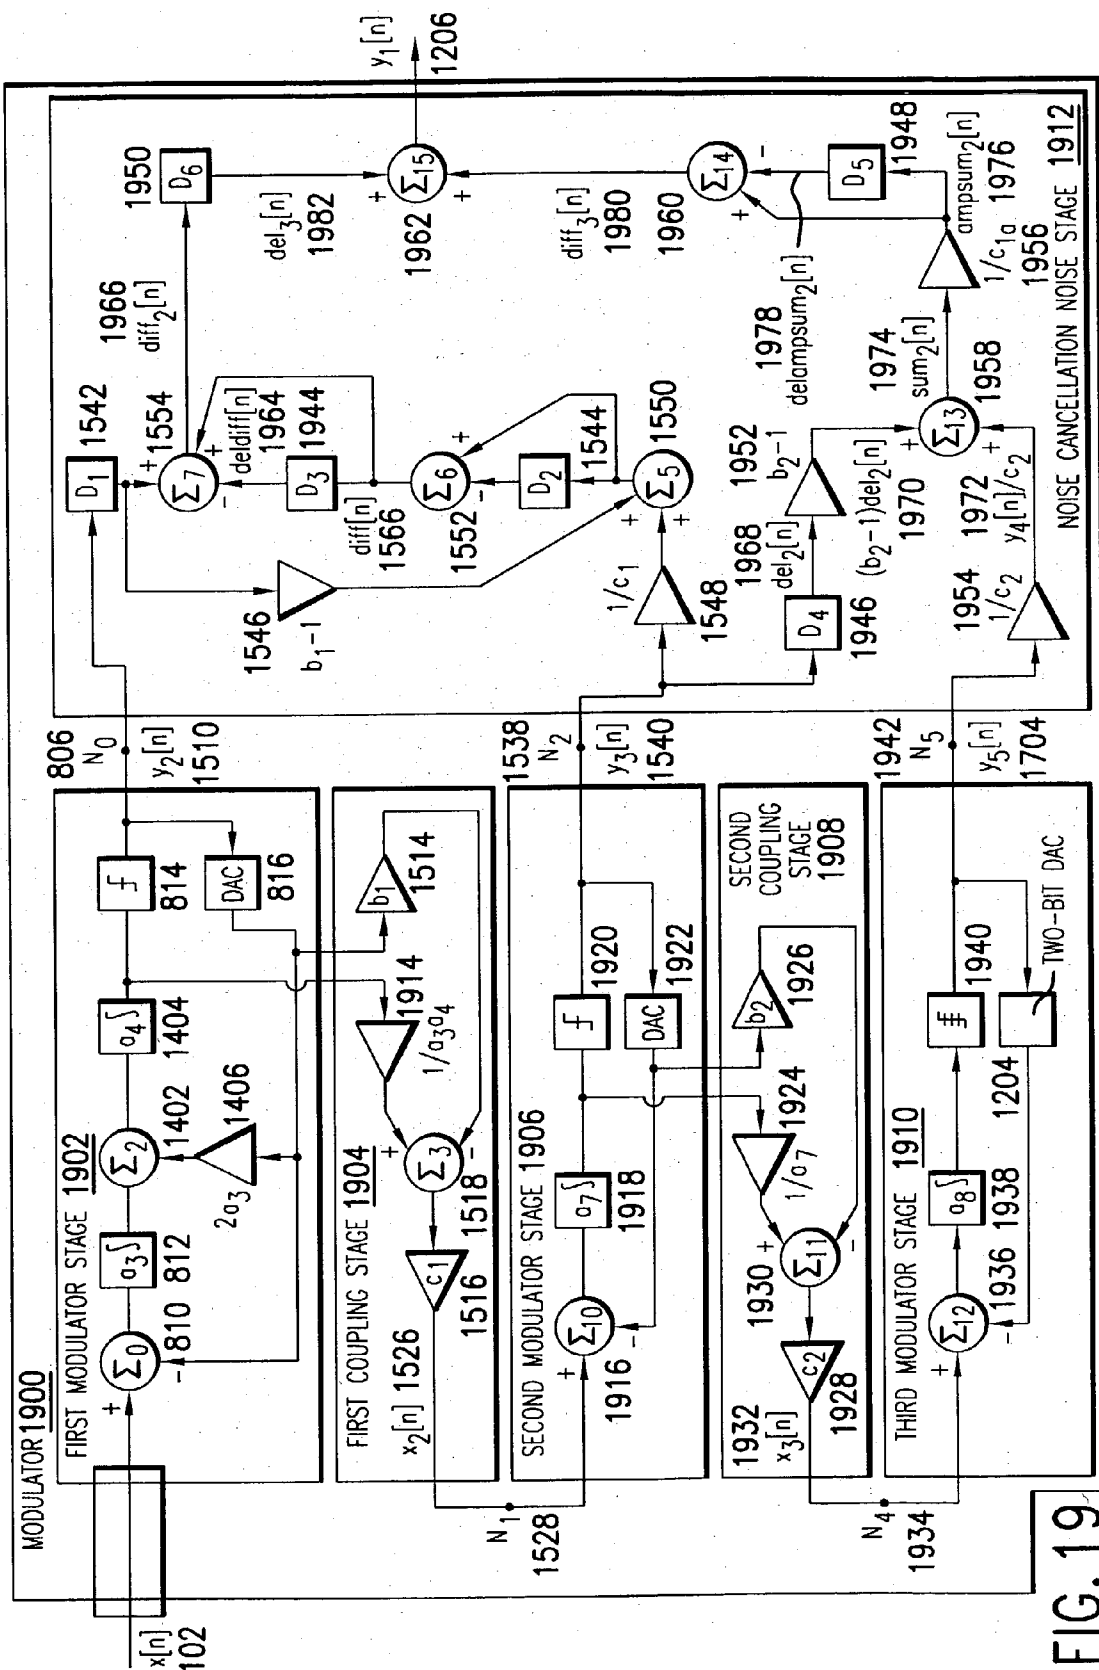 MODULATOR 1900
x[n]
102
FIRST MODULATOR STAGE 1902
+
Σ0
-
810
a3∫
812
Σ2
1402
2a3
1406
a4∫
1404
814
DAC
816
806
N0
y2[n]
1510
FIRST COUPLING STAGE 1904
x2[n] 1526
c1
1516
+
Σ3
-
1518
1/a3a4
1914
b1
1514
N1
1528
SECOND MODULATOR STAGE 1906
+
Σ10
-
1916
a7∫
1918
1920
DAC
1922
1538
N2
y3[n]
1540
SECOND
COUPLING
STAGE
1908
1932
x3[n]
c2
1928
1930
+
Σ11
-
1/a7
1924
b2
1926
N4
1934
THIRD MODULATOR STAGE 1910
+
Σ12
-
1936
a8∫
1938
1940
1204
TWO-BIT DAC
1942
N5
y5[n]
1704
D1
1542
+
Σ7
1554
-
+
deldiff[n]
1964
D3
1944
1966
diff2[n]
1950
D6
del3[n]
1982
1546
b1-1
diff[n]
1566
Σ6
+
-
1552
D2
1544
Σ5
+
+
1550
1/c1
1548
y1[n]
1206
+
Σ15
+
1962
diff3[n]
1980
1960
Σ14
-
+
D5
1948
1978
delampsum2[n]
ampsum2[n]
1976
1/c1a
1956
D4
1946
1968
del2[n]
b2-1
1952
(b2-1)del2[n]
1970
+
Σ13
+
1958
1974
sum2[n]
1972
y4[n]/c2
1954
1/c2
NOISE CANCELLATION NOISE STAGE 1912
FIG. 19